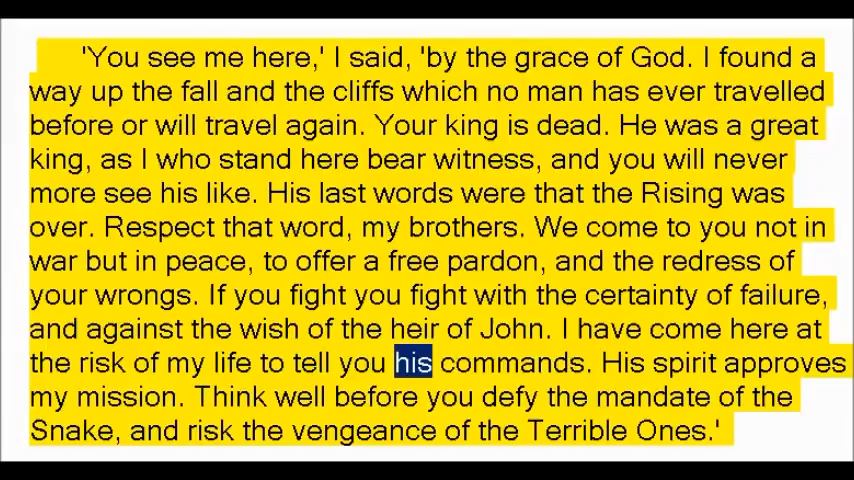 'You see me here,' I said, 'by the grace of God. I found a
way up the fall and the cliffs which no man has ever travelled
before or will travel again. Your king is dead. He was a great
king, as I who stand here bear witness, and you will never
more see his like. His last words were that the Rising was
over. Respect that word, my brothers. We come to you not in
war but in peace, to offer a free pardon, and the redress of
your wrongs. If you fight you fight with the certainty of failure,
and against the wish of the heir of John. I have come here at
the risk of my life to tell you his commands. His spirit approves
my mission. Think well before you defy the mandate of the
Snake, and risk the vengeance of the Terrible Ones.'